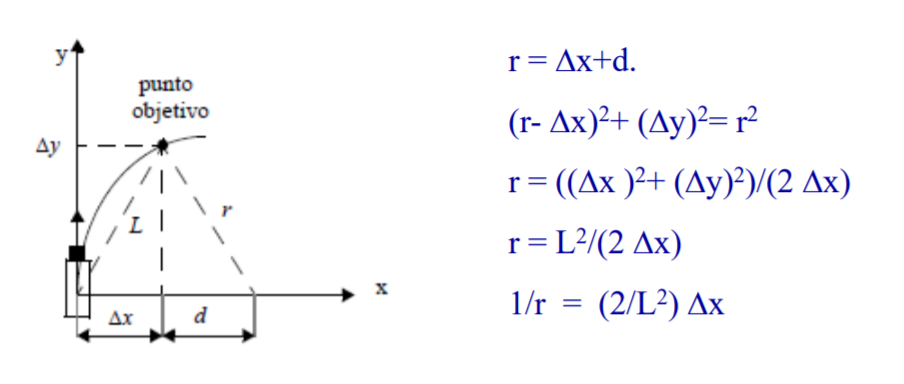 y
punto
objetivo
Δy
L
r
x
Δx
d
r = Δx+d.
(r- Δx)²+ (Δy)²= r²
r = ((Δx )²+ (Δy)²)/(2 Δx)
r = L²/(2 Δx)
1/r = (2/L²) Δx